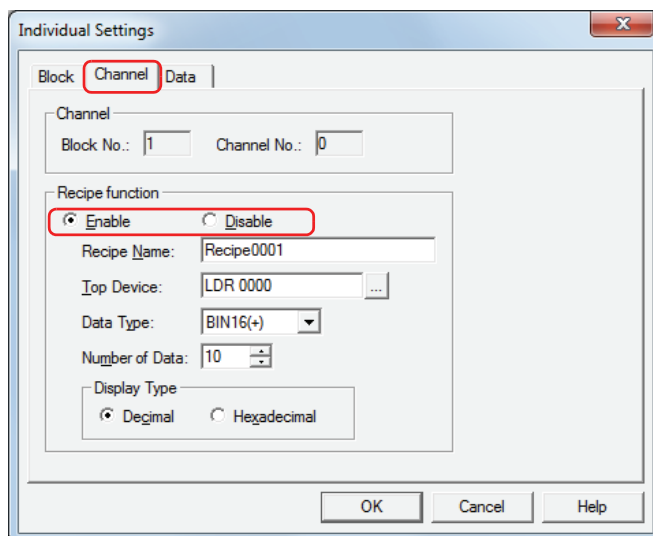 Individual Settings
x
Block Channel Data
Channel
Block No.: 1 Channel No.: 0
Recipe function
Enable Disable
Recipe Name: Recipe0001
Top Device: LDR 0000 ...
Data Type: BIN16(+)
Number of Data: 10
Display Type
Decimal Hexadecimal
OK Cancel Help